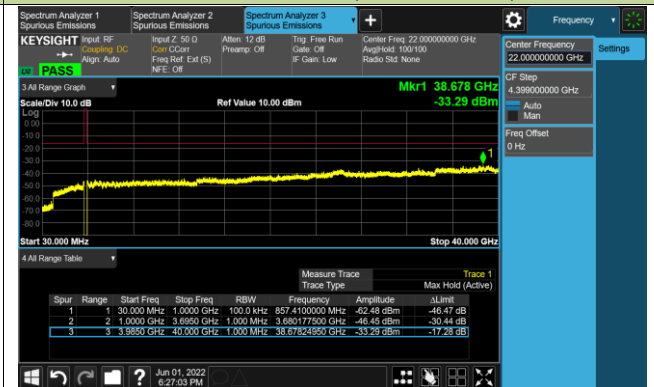 Spectrum Analyzer 1
Spurious Emissions
Spectrum Analyzer 2
Spurious Emissions
Spectrum Analyzer 3
Spurious Emissions
Frequency
KEYSIGHT
Input: RF
Coupling: DC
Align: Auto
Input Z: 50 Ω
Corr CCorr
Freq Ref: Ext (S)
NFE: Off
Atten: 12 dB
Preamp: Off
Trig: Free Run
Gate: Off
IF Gain: Low
Center Freq: 22.000000000 GHz
Avg|Hold: 100/100
Radio Std: None
PASS
Center Frequency
22.000000000 GHz
Settings
CF Step
4.399000000 GHz
Auto
Man
Freq Offset
0 Hz
3 All Range Graph
Mkr1 38.678 GHz
Scale/Div 10.0 dB
Ref Value 10.00 dBm
-33.29 dBm
Log
0.00
-10.0
-20.0
-30.0
-40.0
-50.0
-60.0
-70.0
-80.0
1
Start 30.000 MHz
Stop 40.000 GHz
4 All Range Table
Measure Trace Trace 1
Trace Type Max Hold (Active)
Spur Range Start Freq Stop Freq RBW Frequency Amplitude ΔLimit
1 1 30.000 MHz 1.0000 GHz 100.0 kHz 857.4100000 MHz -62.48 dBm -46.47 dB
2 2 1.0000 GHz 3.6950 GHz 1.000 MHz 3.680177500 GHz -46.45 dBm -30.44 dB
3 3 3.9850 GHz 40.000 GHz 1.000 MHz 38.67824950 GHz -33.29 dBm -17.28 dB
Jun 01, 2022
6:27:03 PM